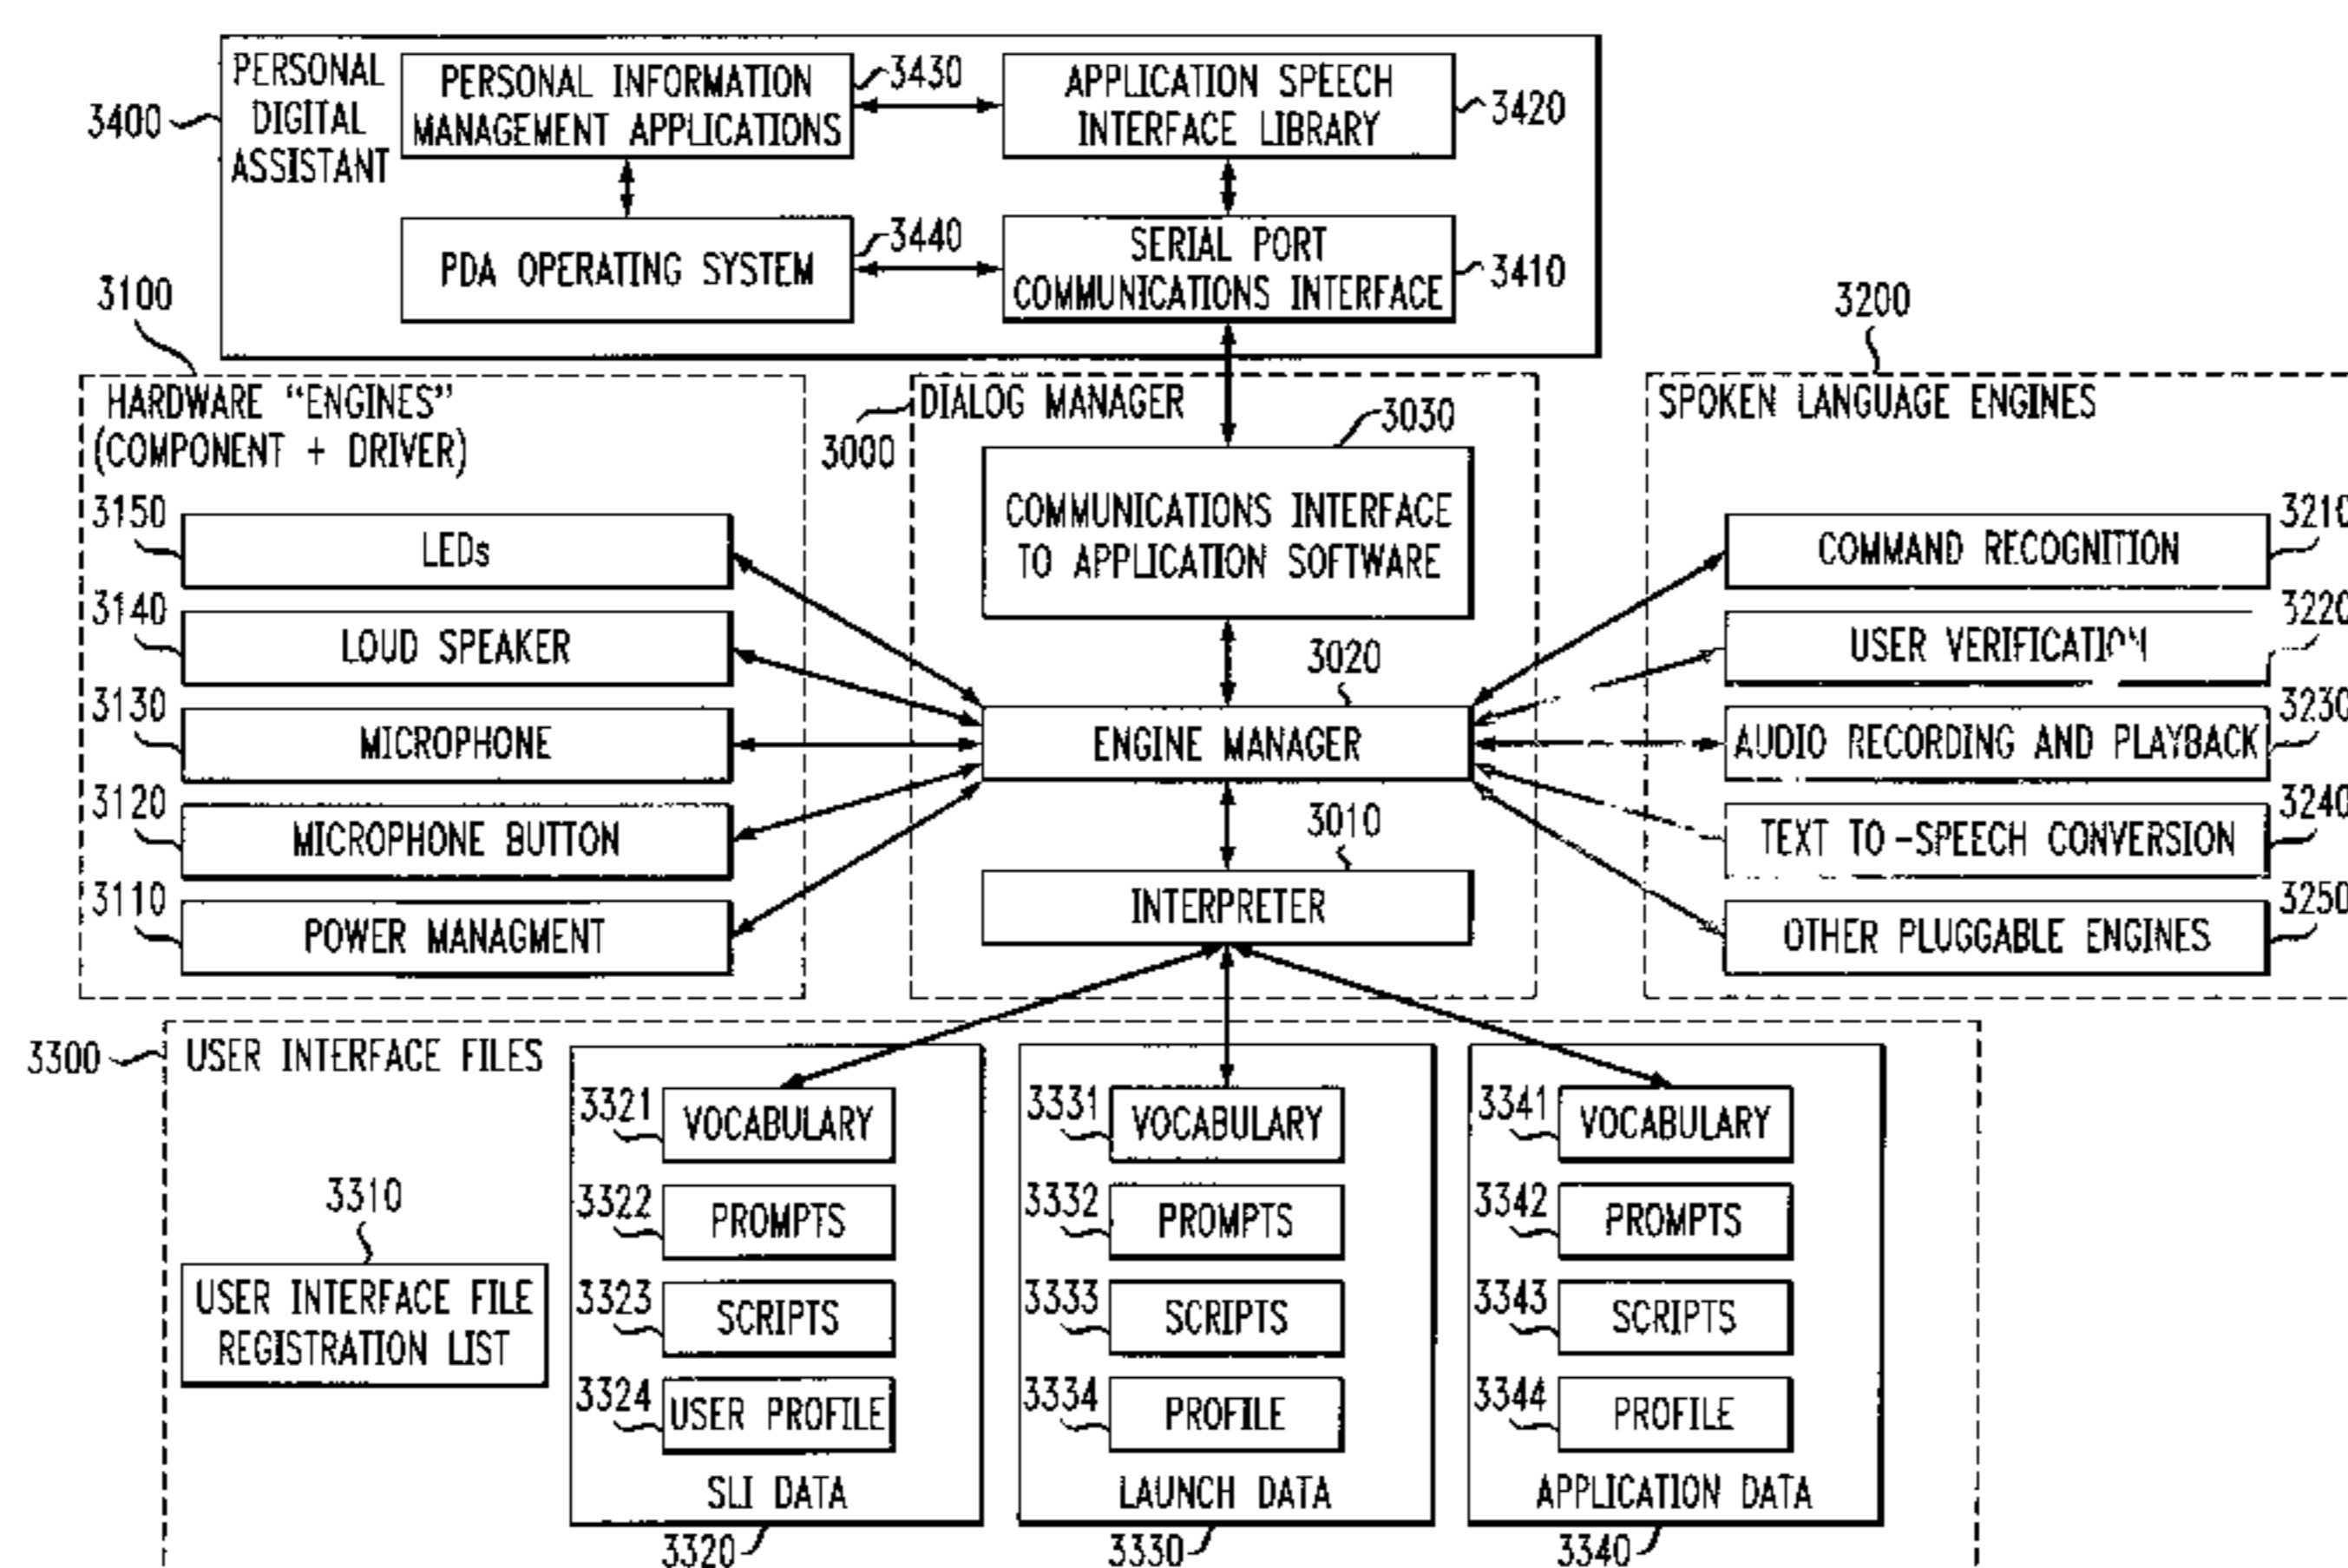 PERSONAL
DIGITAL
ASSISTANT
3400
PERSONAL INFORMATION
MANAGEMENT APPLICATIONS
3430
APPLICATION SPEECH
INTERFACE LIBRARY
3420
PDA OPERATING SYSTEM
3440
SERIAL PORT
COMMUNICATIONS INTERFACE
3410
3100
HARDWARE "ENGINES"
(COMPONENT + DRIVER)
3150
LEDs
3140
LOUD SPEAKER
3130
MICROPHONE
3120
MICROPHONE BUTTON
3110
POWER MANAGMENT
DIALOG MANAGER
3000
3030
COMMUNICATIONS INTERFACE
TO APPLICATION SOFTWARE
3020
ENGINE MANAGER
3010
INTERPRETER
3200
SPOKEN LANGUAGE ENGINES
COMMAND RECOGNITION
3210
USER VERIFICATION
3220
AUDIO RECORDING AND PLAYBACK
3230
TEXT TO-SPEECH CONVERSION
3240
OTHER PLUGGABLE ENGINES
3250
3300
USER INTERFACE FILES
3310
USER INTERFACE FILE
REGISTRATION LIST
3321
VOCABULARY
3322
PROMPTS
3323
SCRIPTS
3324
USER PROFILE
SLI DATA
3320
3331
VOCABULARY
3332
PROMPTS
3333
SCRIPTS
3334
PROFILE
LAUNCH DATA
3330
3341
VOCABULARY
3342
PROMPTS
3343
SCRIPTS
3344
PROFILE
APPLICATION DATA
3340